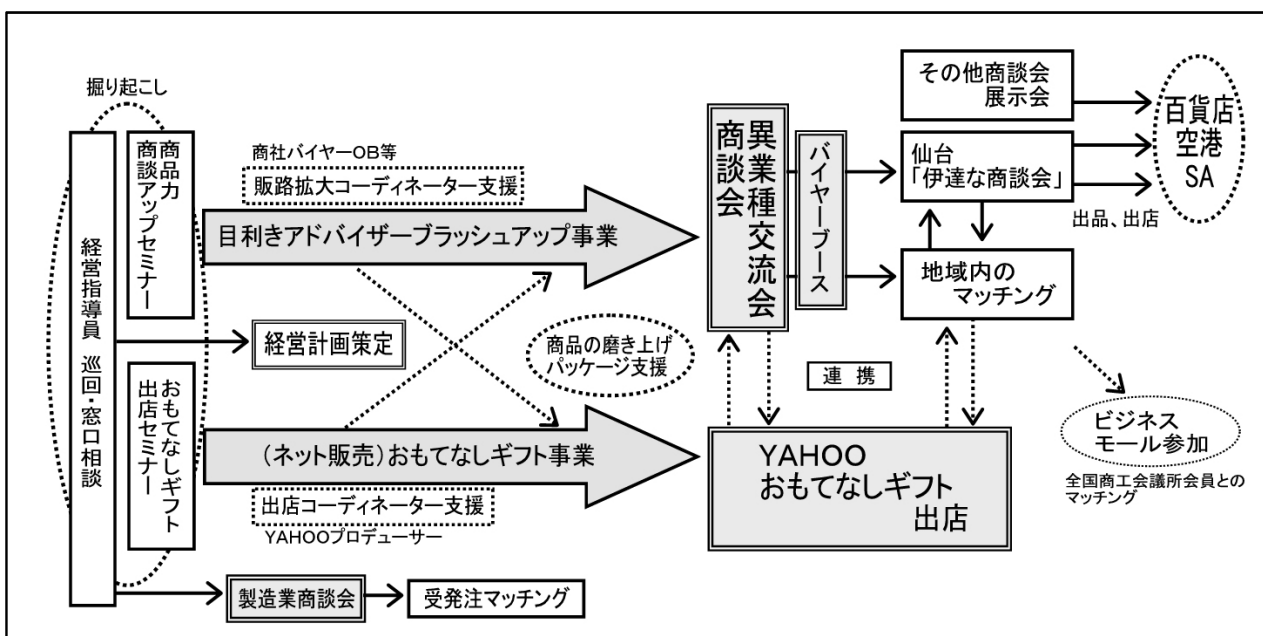 掘り起こし
経営指導員 巡回・窓口相談
商品力
商談アップセミナー
おもてなしギフト
出店セミナー
商社バイヤーOB等
販路拡大コーディネーター支援
目利きアドバイザーブラッシュアップ事業
経営計画策定
商品の磨き上げ
パッケージ支援
(ネット販売)おもてなしギフト事業
出店コーディネーター支援
YAHOOプロデューサー
製造業商談会
受発注マッチング
異業種交流会
商談会
バイヤーブース
その他商談会
展示会
仙台
「伊達な商談会」
地域内の
マッチング
百貨店
空港
SA
出品、出店
連 携
YAHOO
おもてなしギフト
出店
ビジネス
モール参加
全国商工会議所会員との
マッチング